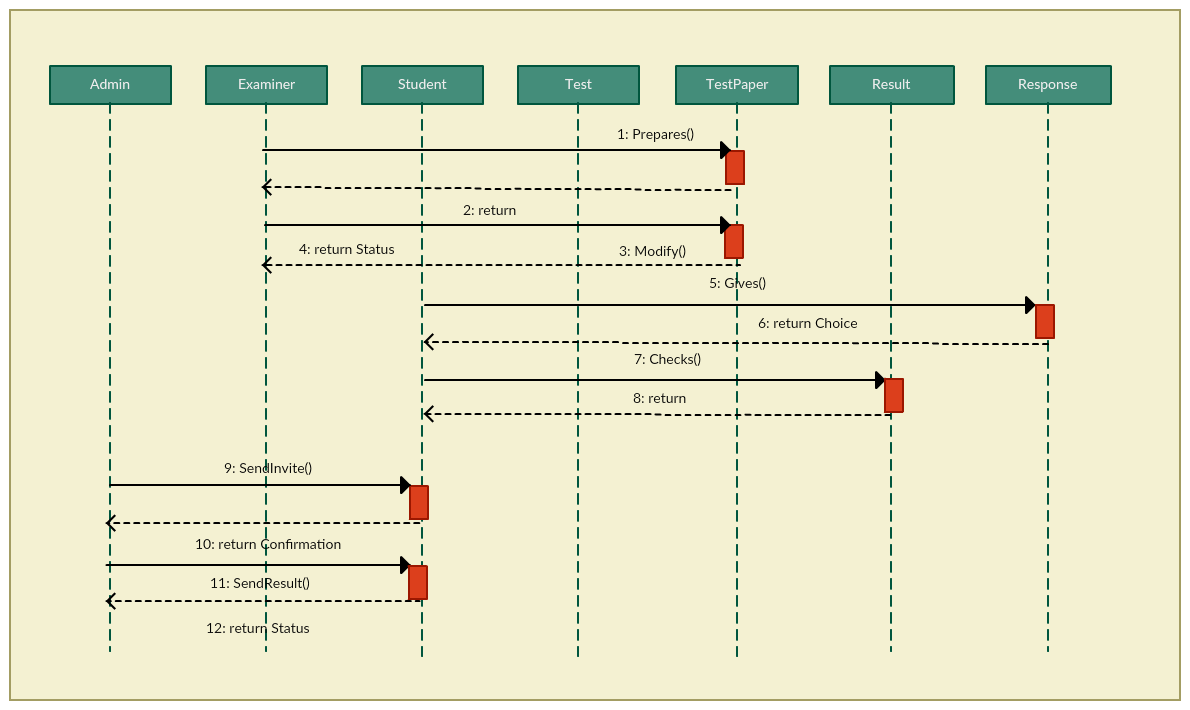 Admin
Examiner
Student
Test
TestPaper
Result
Response
1: Prepares()
2: return
4: return Status
3: Modify()
5: Gives()
6: return Choice
7: Checks()
8: return
9: SendInvite()
10: return Confirmation
11: SendResult()
12: return Status